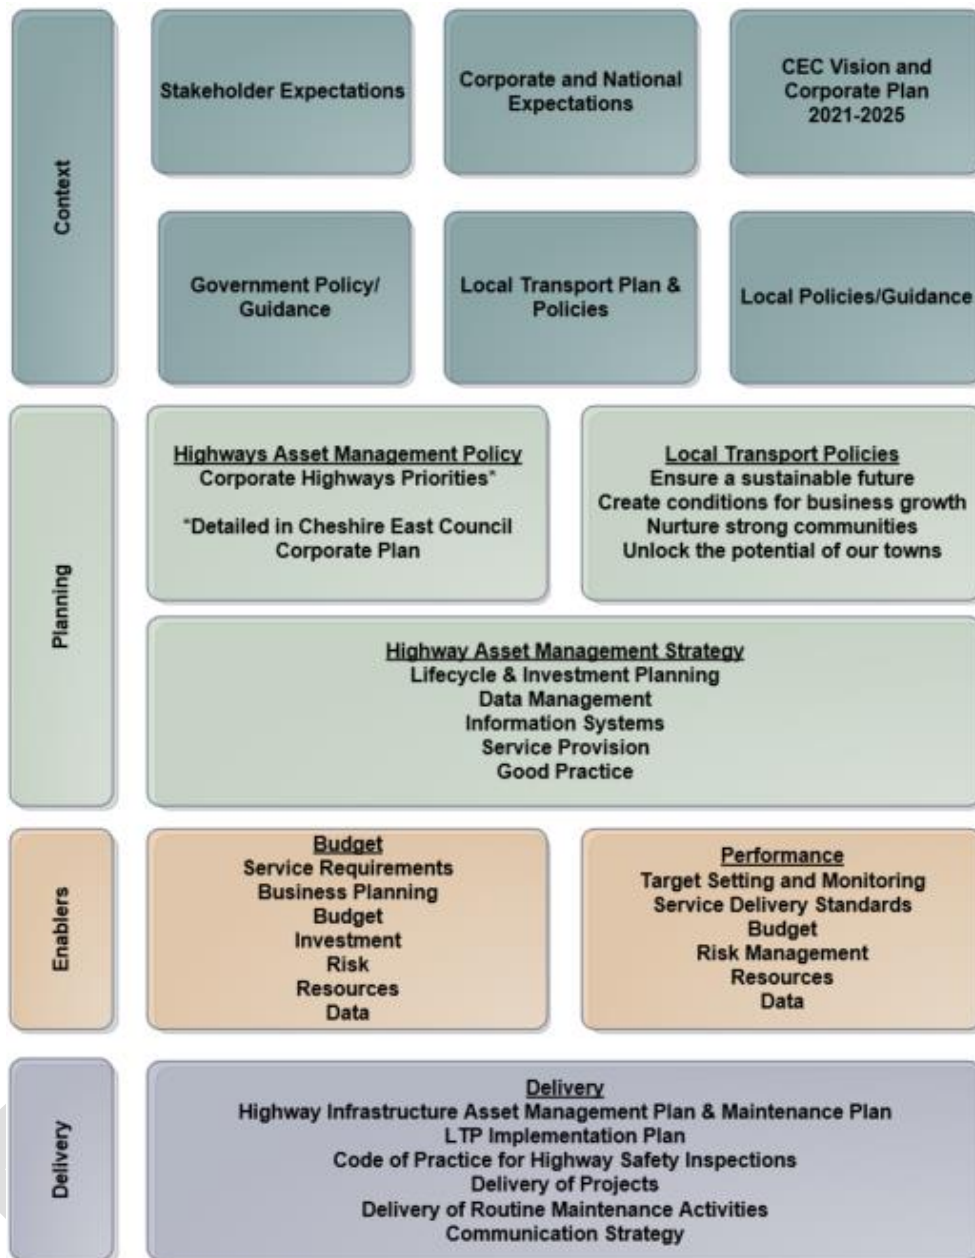 Context
Stakeholder Expectations
Corporate and National
Expectations
CEC Vision and
Corporate Plan
2021-2025
Government Policy/
Guidance
Local Transport Plan &
Policies
Local Policies/Guidance
Planning
Highways Asset Management Policy
Corporate Highways Priorities*
*Detailed in Cheshire East Council
Corporate Plan
Local Transport Policies
Ensure a sustainable future
Create conditions for business growth
Nurture strong communities
Unlock the potential of our towns
Highway Asset Management Strategy
Lifecycle & Investment Planning
Data Management
Information Systems
Service Provision
Good Practice
Enablers
Budget
Service Requirements
Business Planning
Budget
Investment
Risk
Resources
Data
Performance
Target Setting and Monitoring
Service Delivery Standards
Budget
Risk Management
Resources
Data
Delivery
Delivery
Highway Infrastructure Asset Management Plan & Maintenance Plan
LTP Implementation Plan
Code of Practice for Highway Safety Inspections
Delivery of Projects
Delivery of Routine Maintenance Activities
Communication Strategy